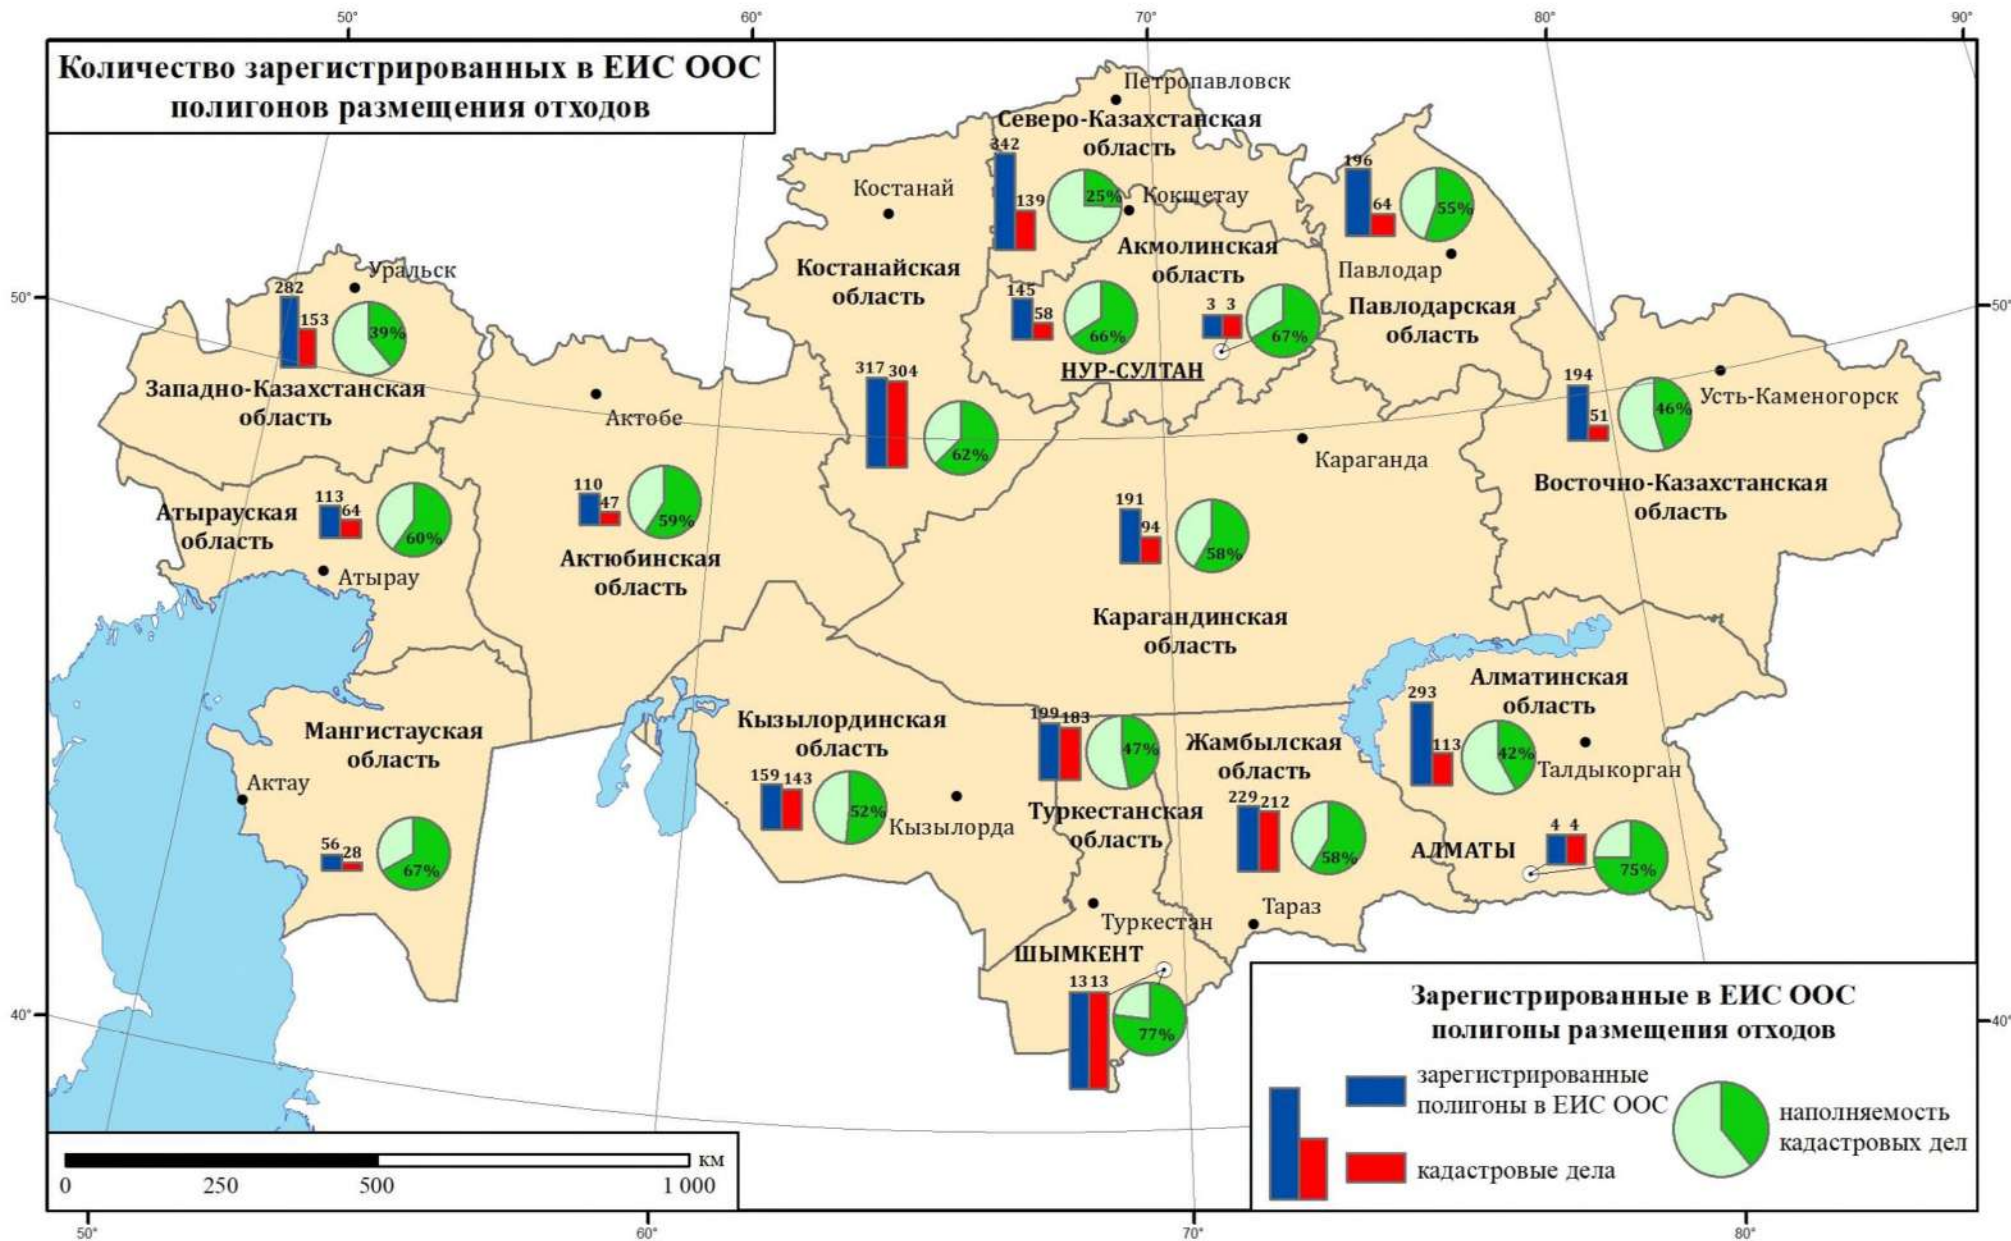 50°
60°
70°
80°
90°
Количество зарегистрированных в ЕИС ООС
полигонов размещения отходов
Петропавловск
Северо-Казахстанская
область
342
139
25%
Костанай
Кокшетау
196
64
55%
Акмолинская
область
Павлодар
Костанайская
область
145
58
66%
3 3
67%
Павлодарская
область
НУР-СУЛТАН
50°
50°
Уральск
282
153
39%
Западно-Казахстанская
область
317
304
62%
194
51
46%
Усть-Каменогорск
Актобе
Караганда
Восточно-Казахстанская
область
113
64
60%
Атырауская
область
Атырау
110
47
59%
Актюбинская
область
191
94
58%
Карагандинская
область
Алматинская
область
293
113
42%
Талдыкорган
Мангистауская
область
Актау
56
28
67%
Кызылординская
область
159
143
52%
Кызылорда
199
183
47%
Туркестанская
область
Жамбылская
область
229
212
58%
АЛМАТЫ
4 4
75%
Туркестан
Тараз
ШЫМКЕНТ
13 13
77%
40°
40°
Зарегистрированные в ЕИС ООС
полигоны размещения отходов
зарегистрированные
полигоны в ЕИС ООС
кадастровые дела
наполняемость
кадастровых дел
км
0 250 500 1 000
50°
60°
70°
80°